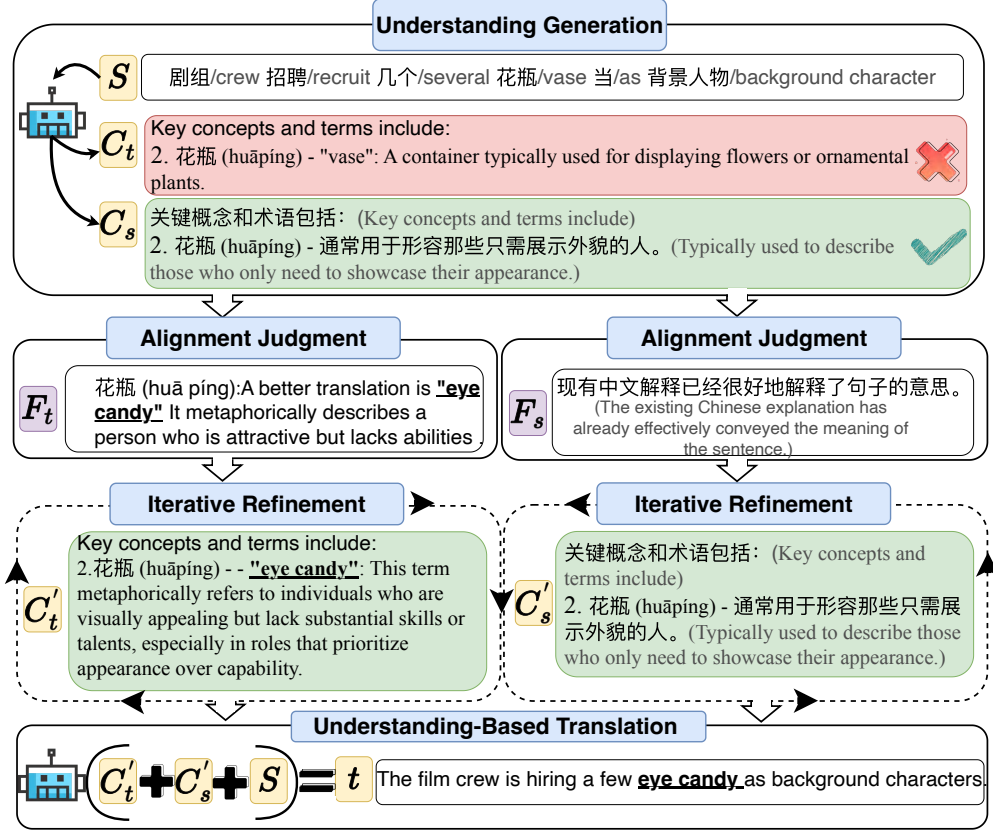 Understanding Generation
S
剧组/crew 招聘/recruit 几个/several 花瓶/vase 当/as 背景人物/background character
C_t
Key concepts and terms include:
2. 花瓶 (huāpíng) - "vase": A container typically used for displaying flowers or ornamental
plants.
C_s
关键概念和术语包括：(Key concepts and terms include)
2. 花瓶 (huāpíng) - 通常用于形容那些只需展示外貌的人。(Typically used to describe
those who only need to showcase their appearance.)
Alignment Judgment
F_t
花瓶 (huā píng):A better translation is "eye
candy" It metaphorically describes a
person who is attractive but lacks abilities .
Alignment Judgment
F_s
现有中文解释已经很好地解释了句子的意思。
(The existing Chinese explanation has
already effectively conveyed the meaning of
the sentence.)
Iterative Refinement
C_t'
Key concepts and terms include:
2.花瓶 (huāpíng) - - "eye candy": This term
metaphorically refers to individuals who are
visually appealing but lack substantial skills or
talents, especially in roles that prioritize
appearance over capability.
Iterative Refinement
C_s'
关键概念和术语包括：(Key concepts and
terms include)
2. 花瓶 (huāpíng) - 通常用于形容那些只需展
示外貌的人。(Typically used to describe those
who only need to showcase their appearance.)
Understanding-Based Translation
(C_t' + C_s' + S) = t
The film crew is hiring a few eye candy as background characters.